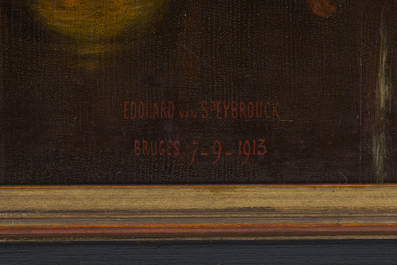 EDOUARD VAN SPEYBROUCK
BRUGES. 7-9-1913